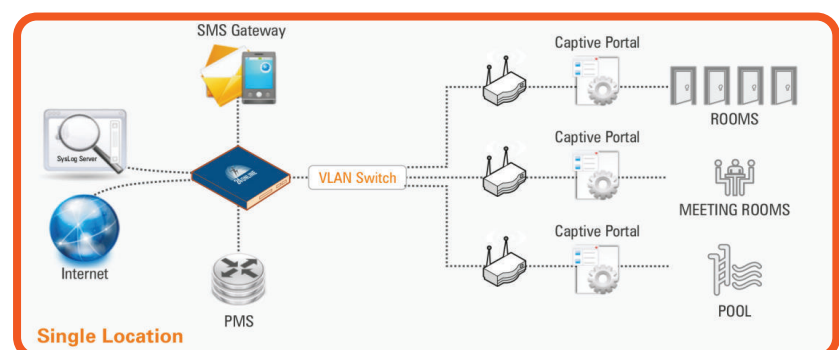 SMS Gateway
SysLog Server
Internet
PMS
VLAN Switch
Captive Portal
ROOMS
Captive Portal
MEETING ROOMS
Captive Portal
POOL
Single Location